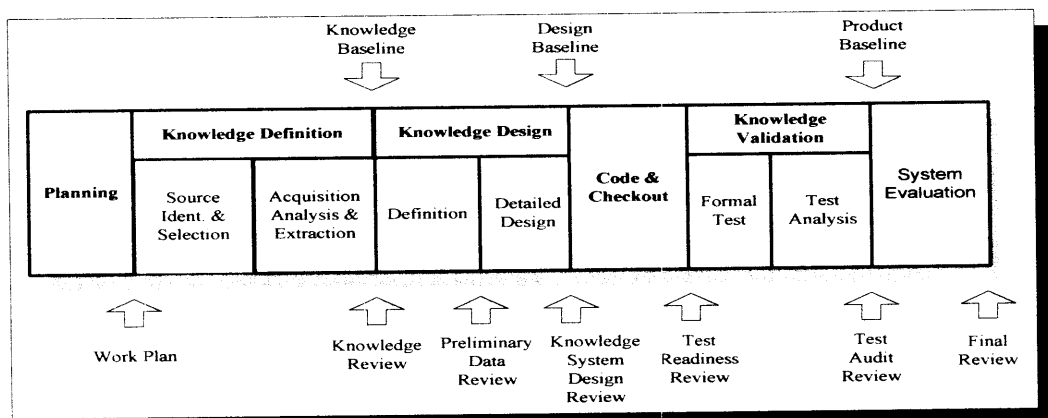 Knowledge
Baseline
Design
Baseline
Product
Baseline
Planning
Knowledge Definition
Source
Ident. &
Selection
Acquisition
Analysis &
Extraction
Knowledge Design
Definition
Detailed
Design
Code &
Checkout
Knowledge
Validation
Formal
Test
Test
Analysis
System
Evaluation
Work Plan
Knowledge
Review
Preliminary
Data
Review
Knowledge
System
Design
Review
Test
Readiness
Review
Test
Audit
Review
Final
Review